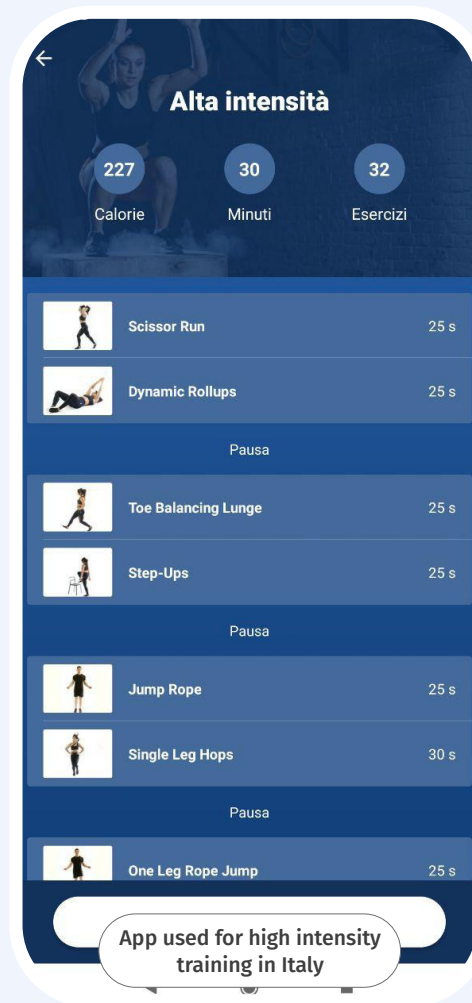 Alta intensità
227
30
32
Calorie
Minuti
Esercizi
Scissor Run 25 s
Dynamic Rollups 25 s
Pausa
Toe Balancing Lunge 25 s
Step-Ups 25 s
Pausa
Jump Rope 25 s
Single Leg Hops 30 s
Pausa
One Leg Rope Jump 25 s
App used for high intensity
training in Italy